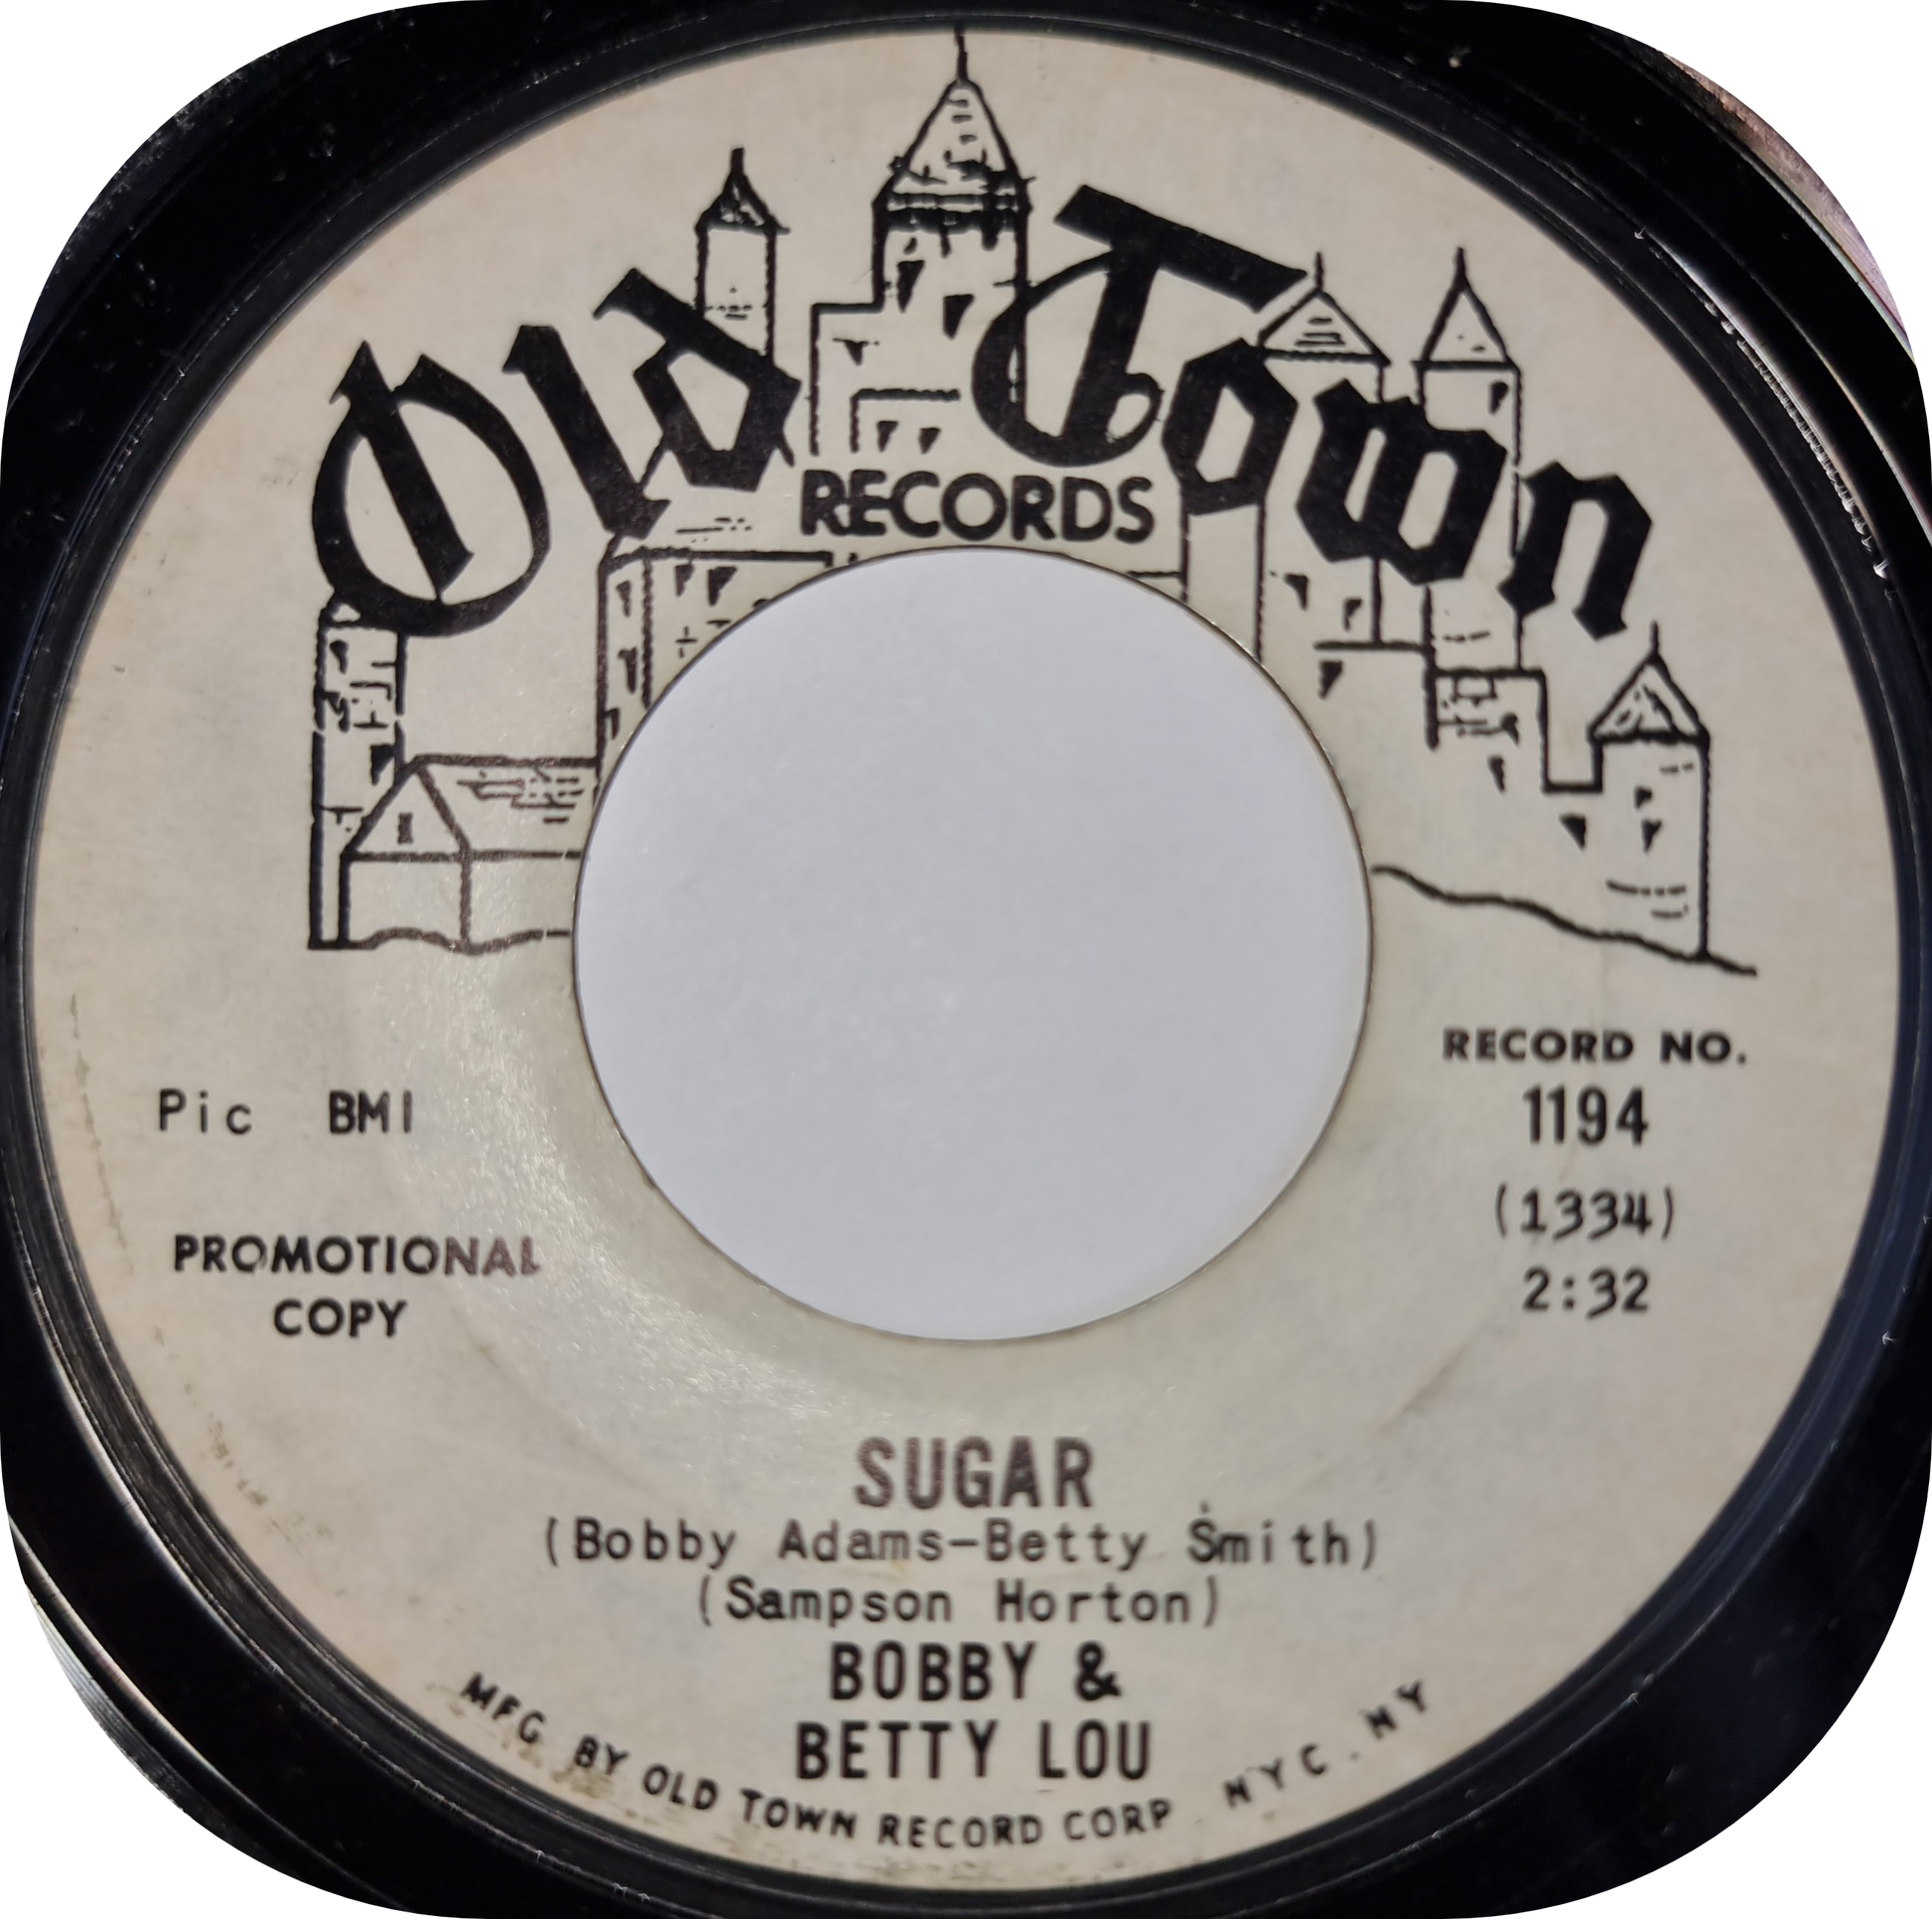 Old Town
RECORDS
RECORD NO.
1194
(1334)
2:32
Pic BMI
PROMOTIONAL
COPY
SUGAR
(Bobby Adams-Betty Smith)
(Sampson Horton)
BOBBY &
BETTY LOU
MFG BY OLD TOWN RECORD CORP NYC. NY